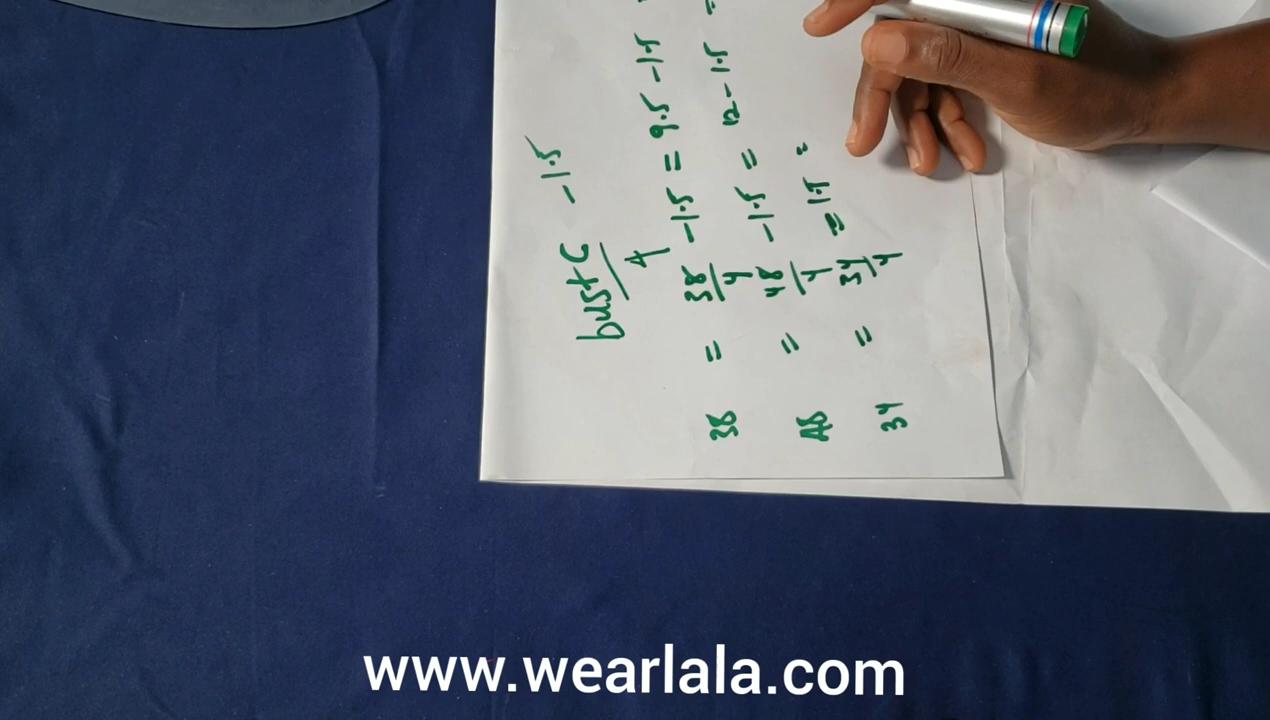 bust c/4 -1.5
38 = 38/4 -1.5 = 9.5 -1.5
48 = 48/4 -1.5 = 12 - 1.5 =
34 = 34/4 = 1.5 =
www.wearlala.com